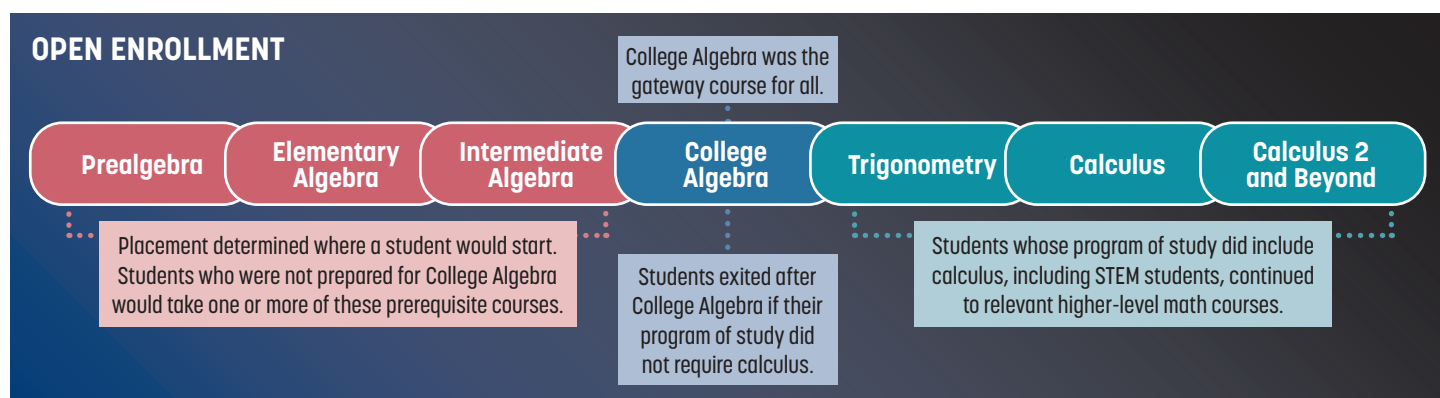 OPEN ENROLLMENT
College Algebra was the
gateway course for all.
Prealgebra
Elementary
Algebra
Intermediate
Algebra
College
Algebra
Trigonometry
Calculus
Calculus 2
and Beyond
Placement determined where a student would start.
Students who were not prepared for College Algebra
would take one or more of these prerequisite courses.
Students exited after
College Algebra if their
program of study did
not require calculus.
Students whose program of study did include
calculus, including STEM students, continued
to relevant higher-level math courses.